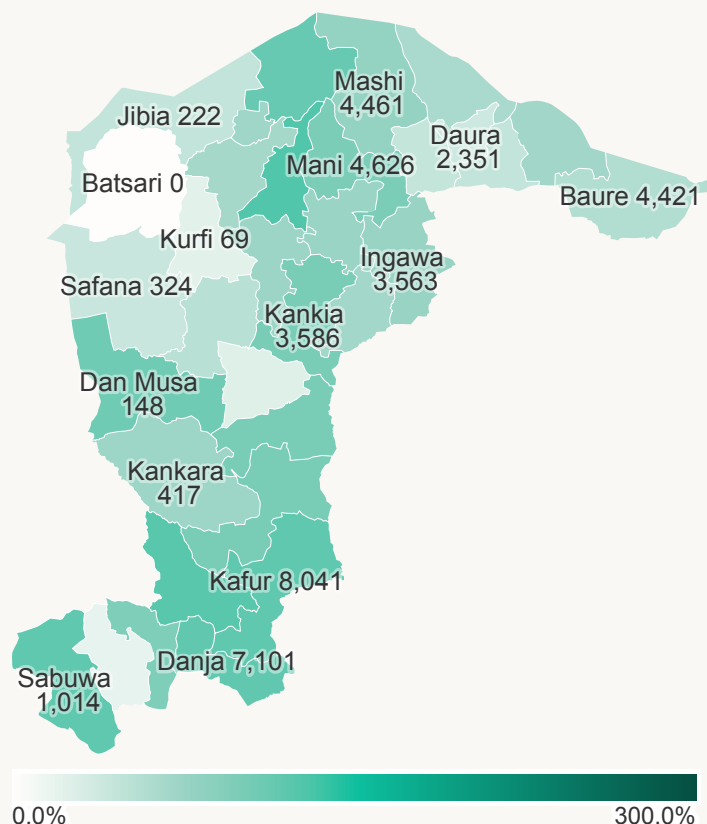 Mashi
4,461
Jibia 222
Daura
2,351
Mani 4,626
Batsari 0
Baure 4,421
Kurfi 69
Ingawa
3,563
Safana 324
Kankia
3,586
Dan Musa
148
Kankara
417
Kafur 8,041
Danja 7,101
Sabuwa
1,014
0.0%
300.0%